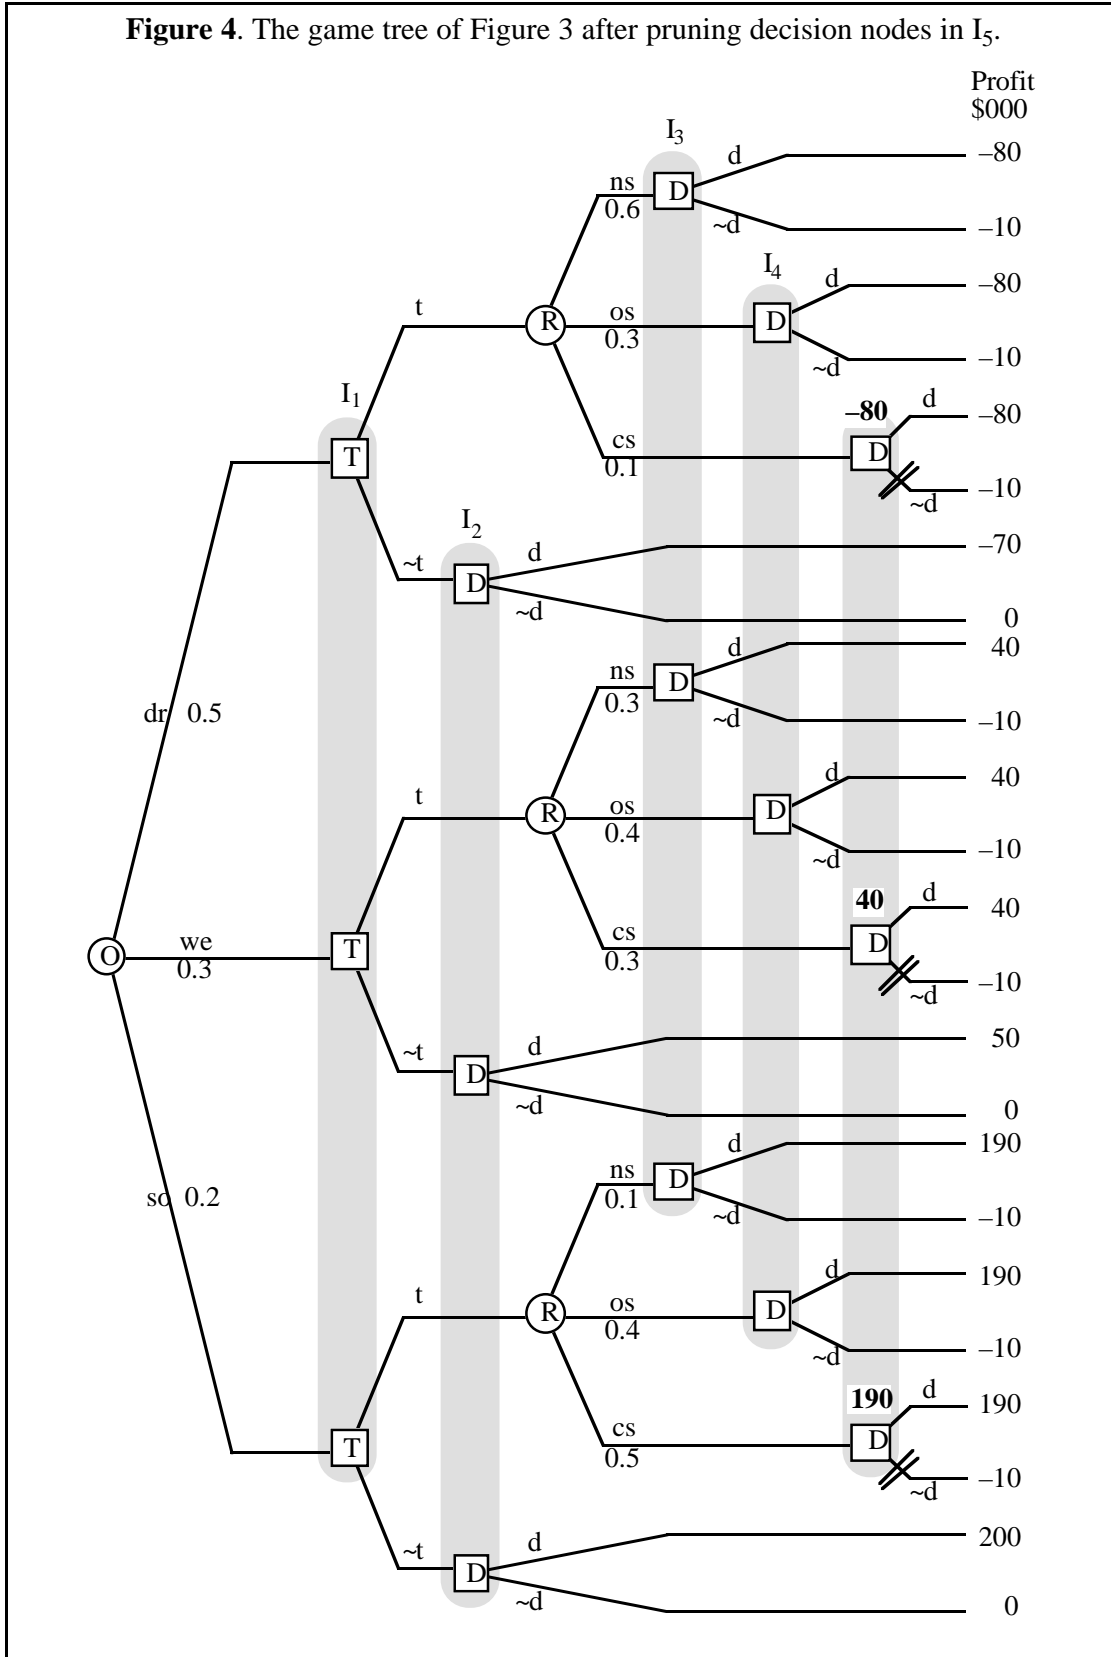 Figure 4. The game tree of Figure 3 after pruning decision nodes in I5.
Profit
$000
I3
d
–80
ns
D
0.6
~d
–10
I4
d
–80
t
os
R
D
0.3
~d
–10
I1
–80
d
–80
cs
T
D
0.1
~d
–10
I2
d
–70
~t
D
~d
0
d
40
ns
D
0.3
~d
–10
dr 0.5
d
40
t
os
R
D
0.4
~d
–10
40
d
40
we
cs
O
T
D
0.3
0.3
~d
–10
d
50
~t
D
~d
0
d
190
ns
D
0.1
~d
–10
so 0.2
d
190
t
os
R
D
0.4
~d
–10
190
d
190
cs
T
D
0.5
~d
–10
d
200
~t
D
~d
0